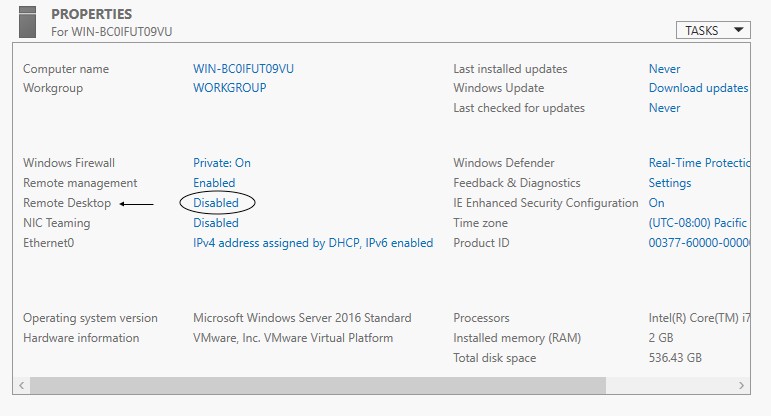 PROPERTIES
For WIN-BC0IFUT09VU
TASKS
Computer name WIN-BC0IFUT09VU Last installed updates Never
Workgroup WORKGROUP Windows Update Download updates
Last checked for updates Never
Windows Firewall Private: On Windows Defender Real-Time Protectio
Remote management Enabled Feedback & Diagnostics Settings
Remote Desktop Disabled IE Enhanced Security Configuration On
NIC Teaming Disabled Time zone (UTC-08:00) Pacific
Ethernet0 IPv4 address assigned by DHCP, IPv6 enabled Product ID 00377-60000-0000
Operating system version Microsoft Windows Server 2016 Standard Processors Intel(R) Core(TM) i7
Hardware information VMware, Inc. VMware Virtual Platform Installed memory (RAM) 2 GB
Total disk space 536.43 GB